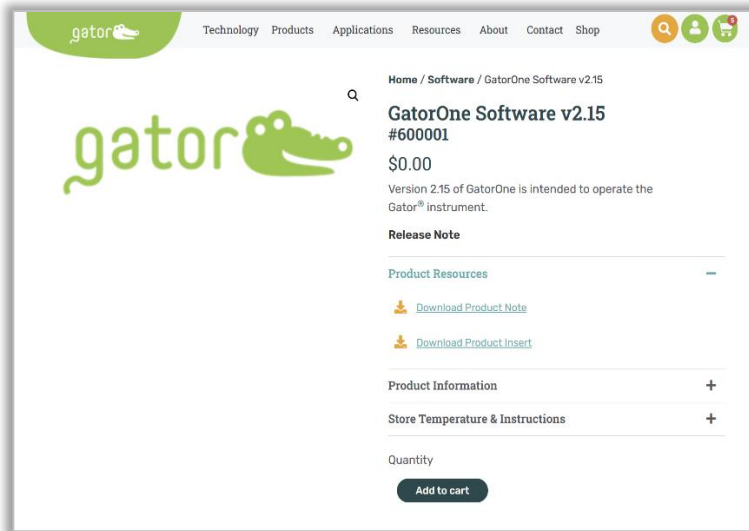 gator
Technology Products Applications Resources About Contact Shop
5
Home / Software / GatorOne Software v2.15
gator
GatorOne Software v2.15
#600001
$0.00
Version 2.15 of GatorOne is intended to operate the
Gator® instrument.
Release Note
Product Resources
Download Product Note
Download Product Insert
Product Information
Store Temperature & Instructions
Quantity
Add to cart